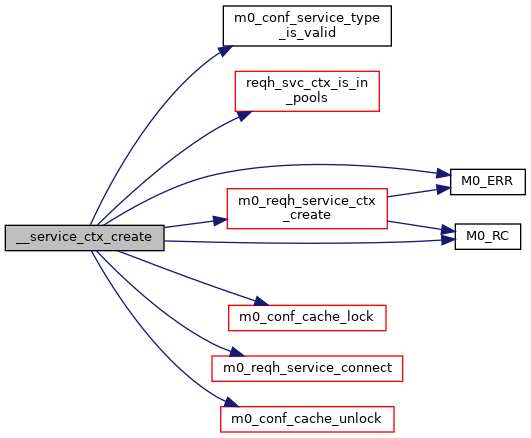 m0_conf_service_type
_is_valid
reqh_svc_ctx_is_in
_pools
M0_ERR
m0_reqh_service_ctx
_create
__service_ctx_create
M0_RC
m0_conf_cache_lock
m0_reqh_service_connect
m0_conf_cache_unlock